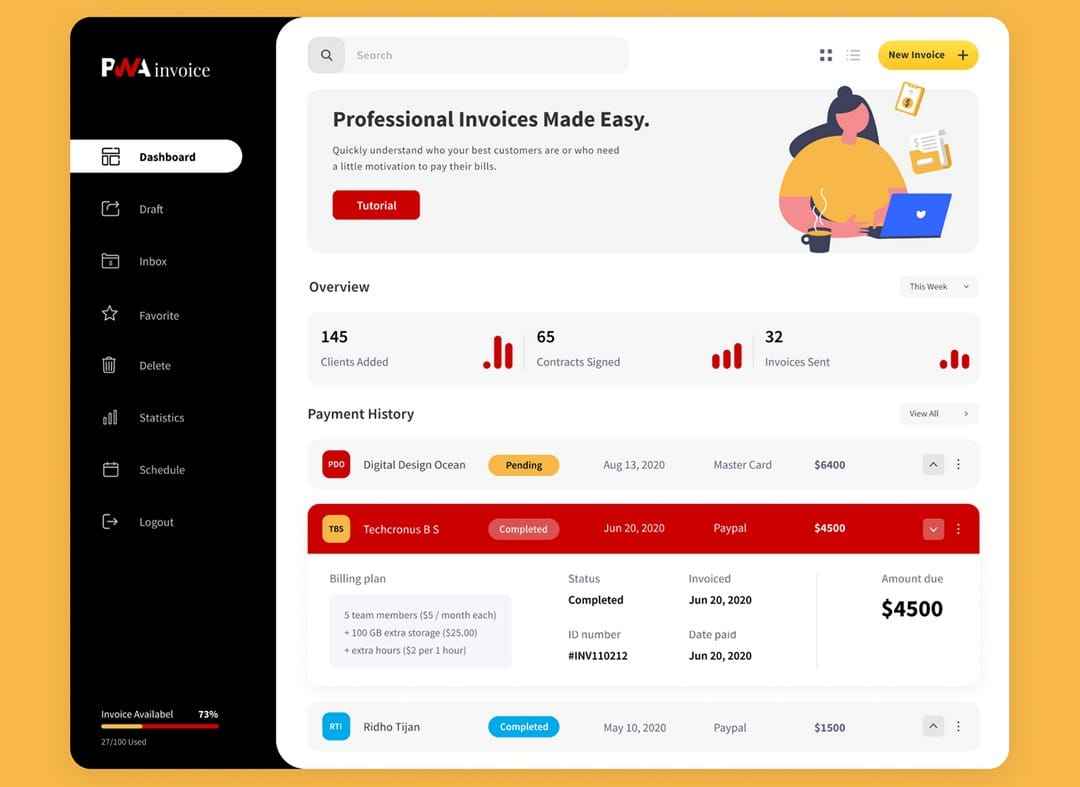 PWA invoice
Dashboard
Draft
Inbox
Favorite
Delete
Statistics
Schedule
Logout
Invoice Availabel 73%
27/100 Used
Search
New Invoice +
Professional Invoices Made Easy.
Quickly understand who your best customers are or who need
a little motivation to pay their bills.
Tutorial
Overview
This Week
145
Clients Added
65
Contracts Signed
32
Invoices Sent
Payment History
View All
PDO Digital Design Ocean Pending Aug 13, 2020 Master Card $6400
TBS Techcronus B S Completed Jun 20, 2020 Paypal $4500
Billing plan
5 team members ($5 / month each)
+ 100 GB extra storage ($25,00)
+ extra hours ($2 per 1 hour)
Status
Completed
Invoiced
Jun 20, 2020
ID number
#INV110212
Date paid
Jun 20, 2020
Amount due
$4500
RTI Ridho Tijan Completed May 10, 2020 Paypal $1500